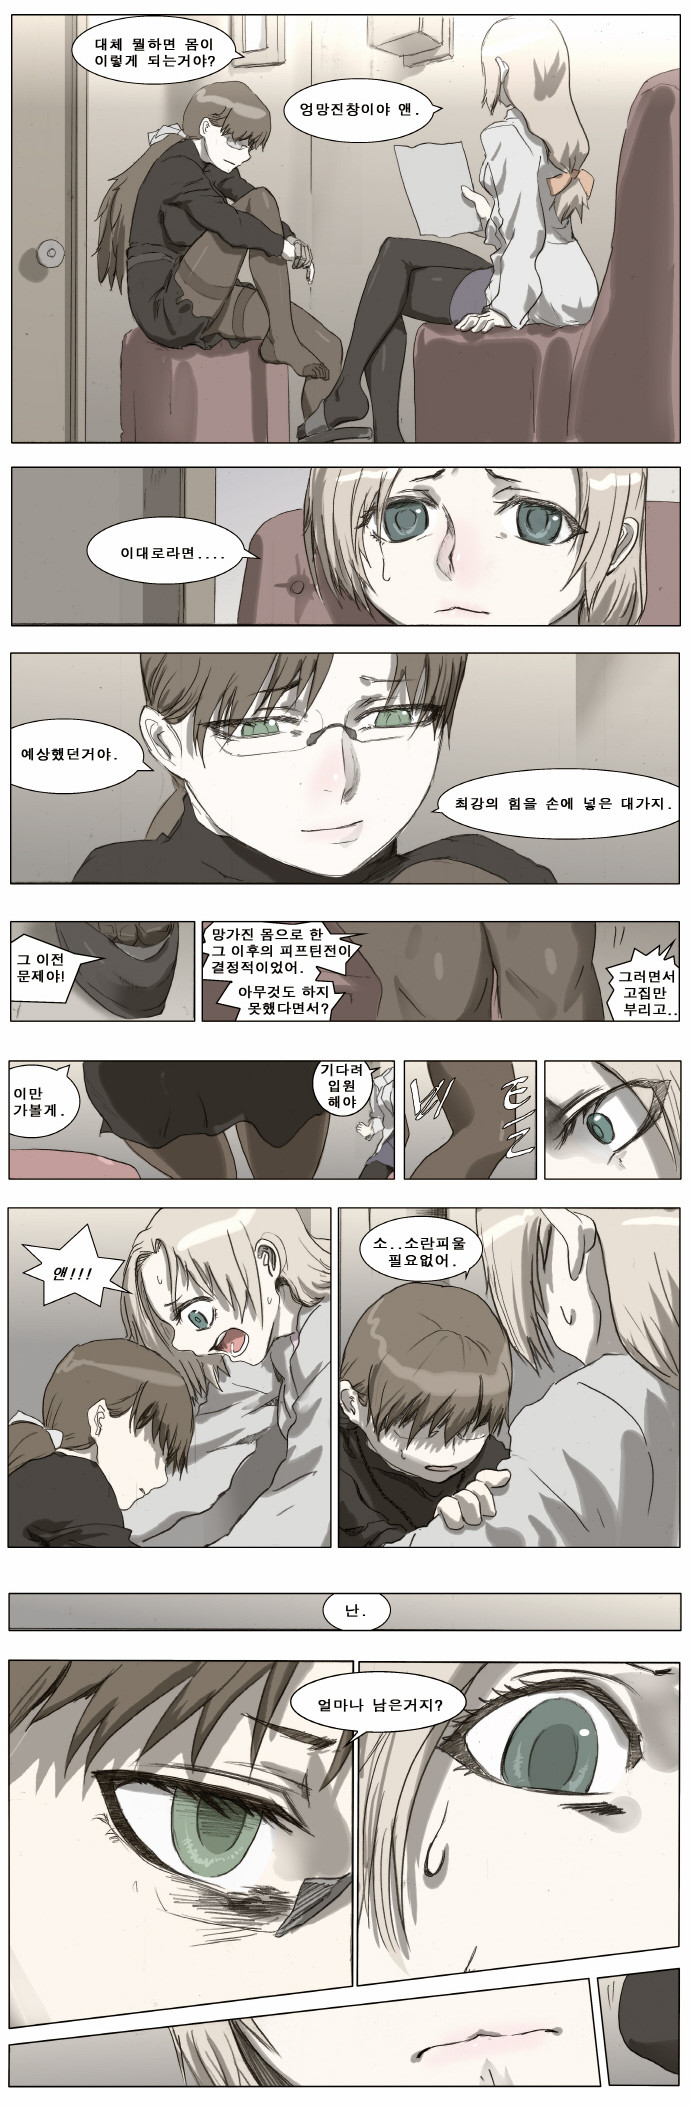 대체 뭘하면 몸이
이렇게 되는거야?
엉망진창이야 앤.
이대로라면....
예상했던거야.
최강의 힘을 손에 넣은 대가지.
그 이전
문제야!
망가진 몸으로 한
그 이후의 피프틴전이
결정적이었어.
아무것도 하지
못했다면서?
그러면서
고집만
부리고..
이만
가볼게.
기다려
입원
해야
비틀
앤!!!
소..소란피울
필요없어.
난.
얼마나 남은거지?